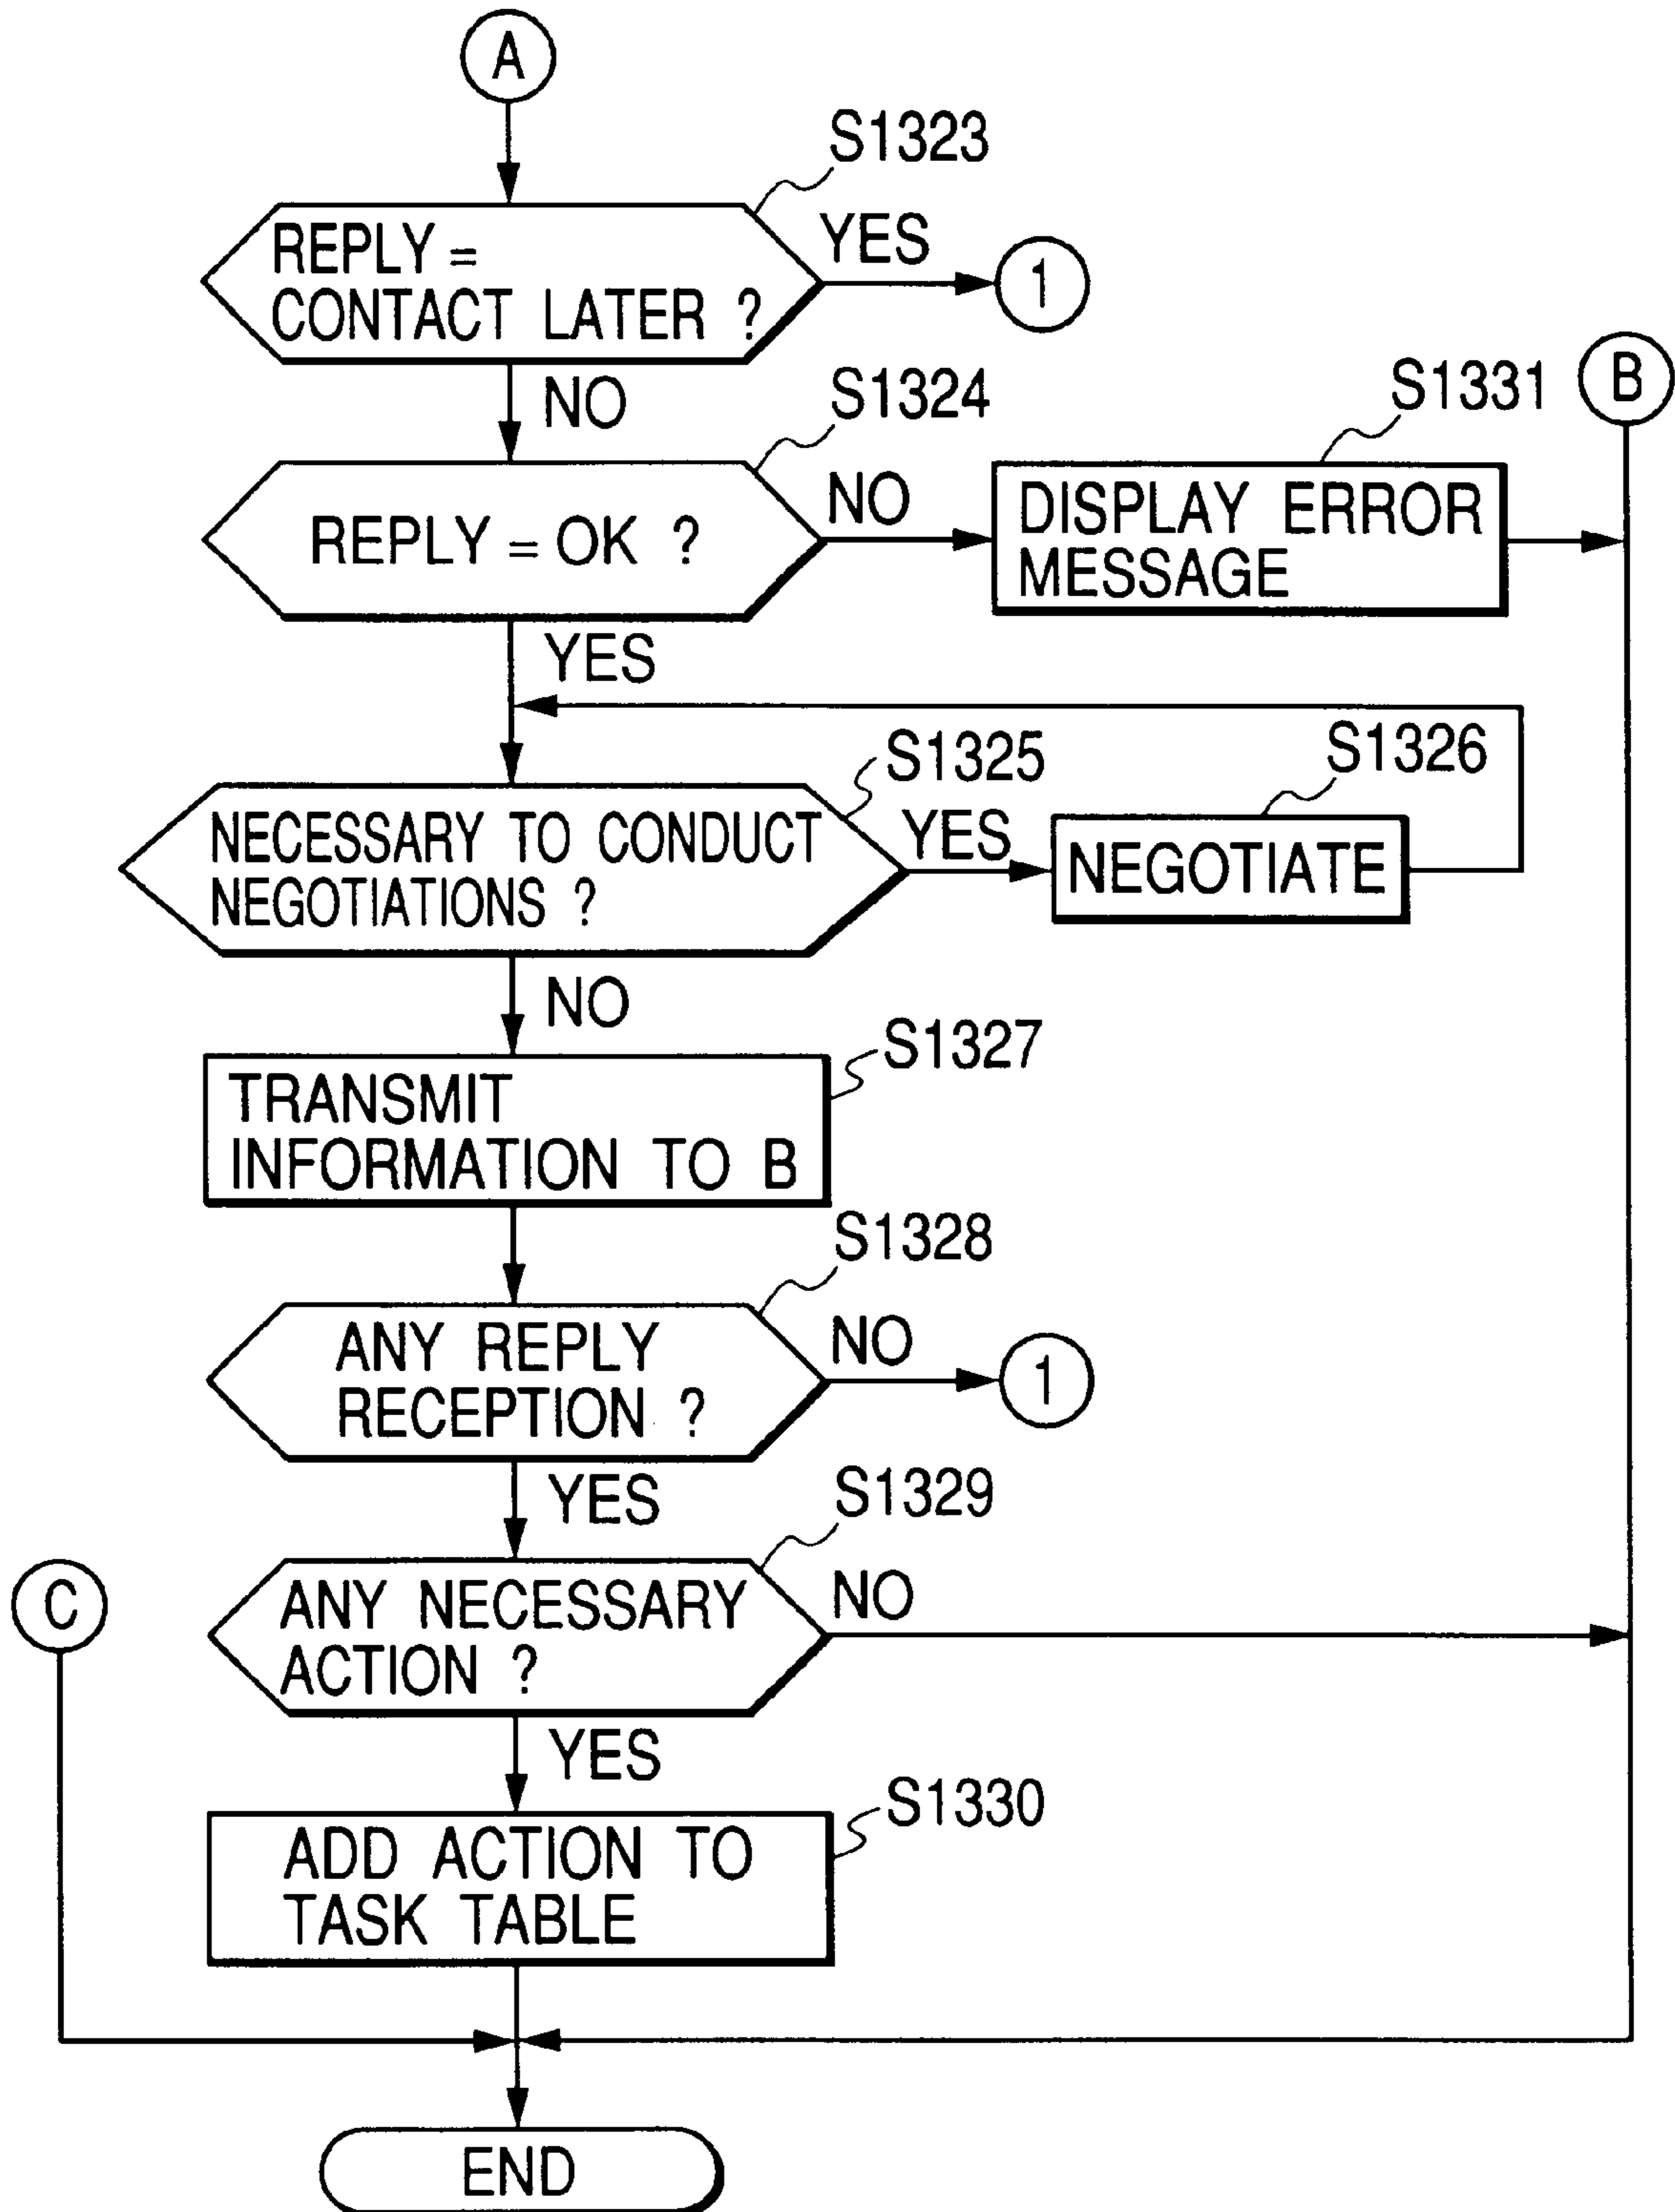 A
S1323
REPLY =
CONTACT LATER ?
YES
1
B
NO
S1324
S1331
REPLY = OK ?
NO
DISPLAY ERROR
MESSAGE
YES
S1325
S1326
NECESSARY TO CONDUCT
NEGOTIATIONS ?
YES
NEGOTIATE
NO
S1327
TRANSMIT
INFORMATION TO B
S1328
ANY REPLY
RECEPTION ?
NO
1
YES
S1329
C
ANY NECESSARY
ACTION ?
NO
YES
S1330
ADD ACTION TO
TASK TABLE
END